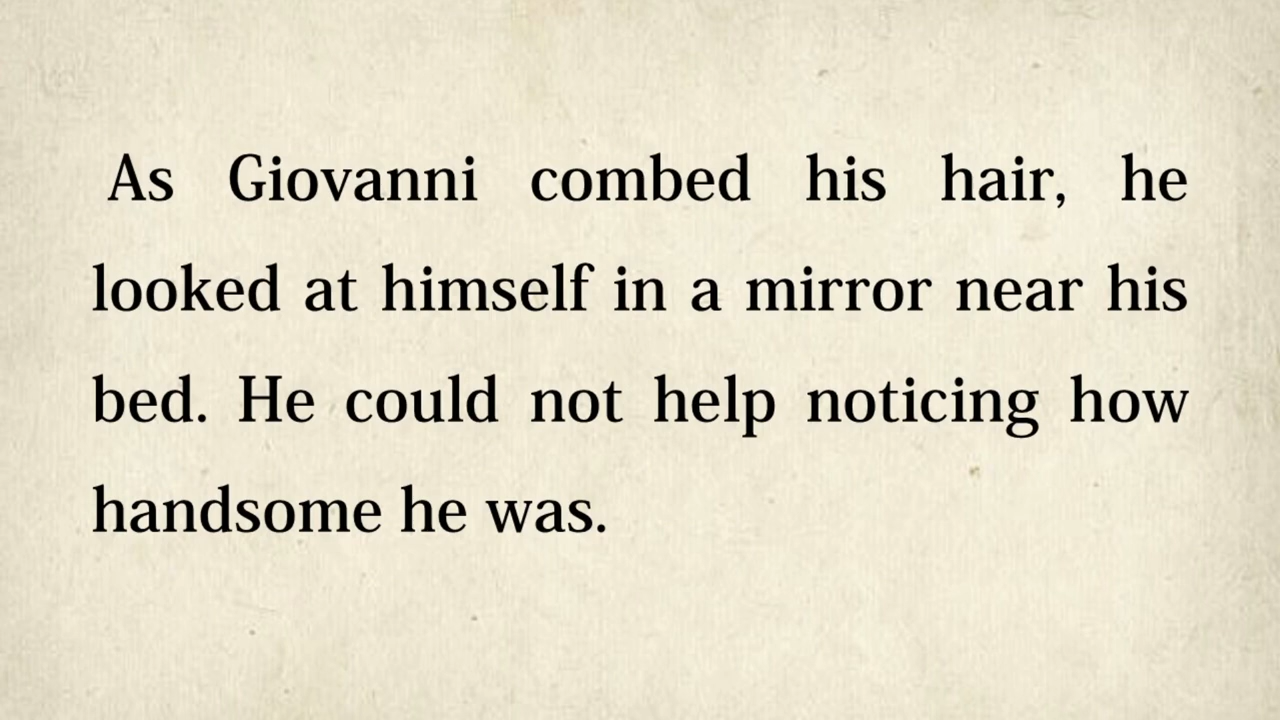 As Giovanni combed his hair, he
looked at himself in a mirror near his
bed. He could not help noticing how
handsome he was.